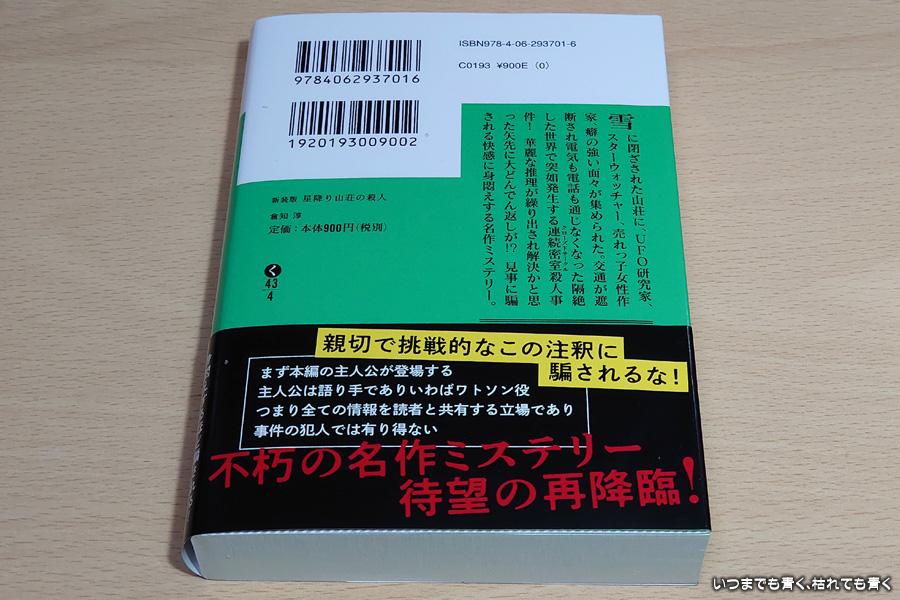 ISBN978-4-06-293701-6
C0193 ¥900E (0)
9784062937016
1920193009002
雪に閉ざされた山荘に、UFO研究家、
スターウォッチャー、売れっ子女性作
家、癖の強い面々が集められた。交通が遮
断され電気も電話も通じなくなった隔絶
した世界で突如発生する連続密室殺人事
クローズドサークル
件！ 華麗な推理が繰り出され解決かと思
った矢先に大どんでん返しが!? 見事に騙
される快感に身悶えする名作ミステリー。
新装版 星降り山荘の殺人
倉知 淳
定価：本体900円（税別）
く
43
4
親切で挑戦的なこの注釈に
騙されるな！
まず本編の主人公が登場する
主人公は語り手でありいわばワトソン役
つまり全ての情報を読者と共有する立場であり
事件の犯人では有り得ない
不朽の名作ミステリー
待望の再降臨！
いつまでも青く、枯れても青く